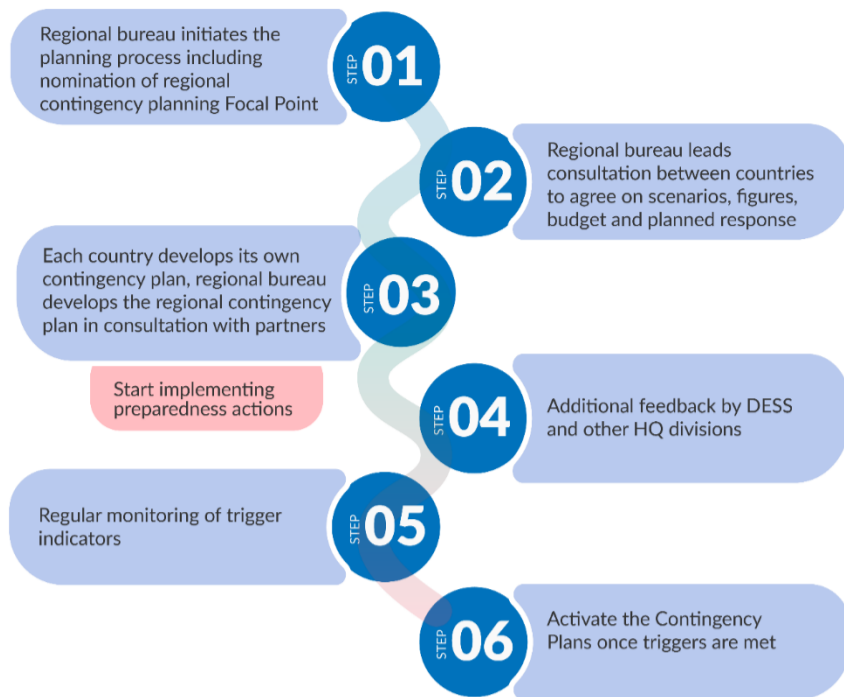 Regional bureau initiates the
planning process including
nomination of regional
contingency planning Focal Point
STEP 01
STEP 02
Regional bureau leads
consultation between countries
to agree on scenarios, figures,
budget and planned response
Each country develops its own
contingency plan, regional bureau
develops the regional contingency
plan in consultation with partners
STEP 03
Start implementing
preparedness actions
STEP 04
Additional feedback by DESS
and other HQ divisions
Regular monitoring of trigger
indicators
STEP 05
STEP 06
Activate the Contingency
Plans once triggers are met